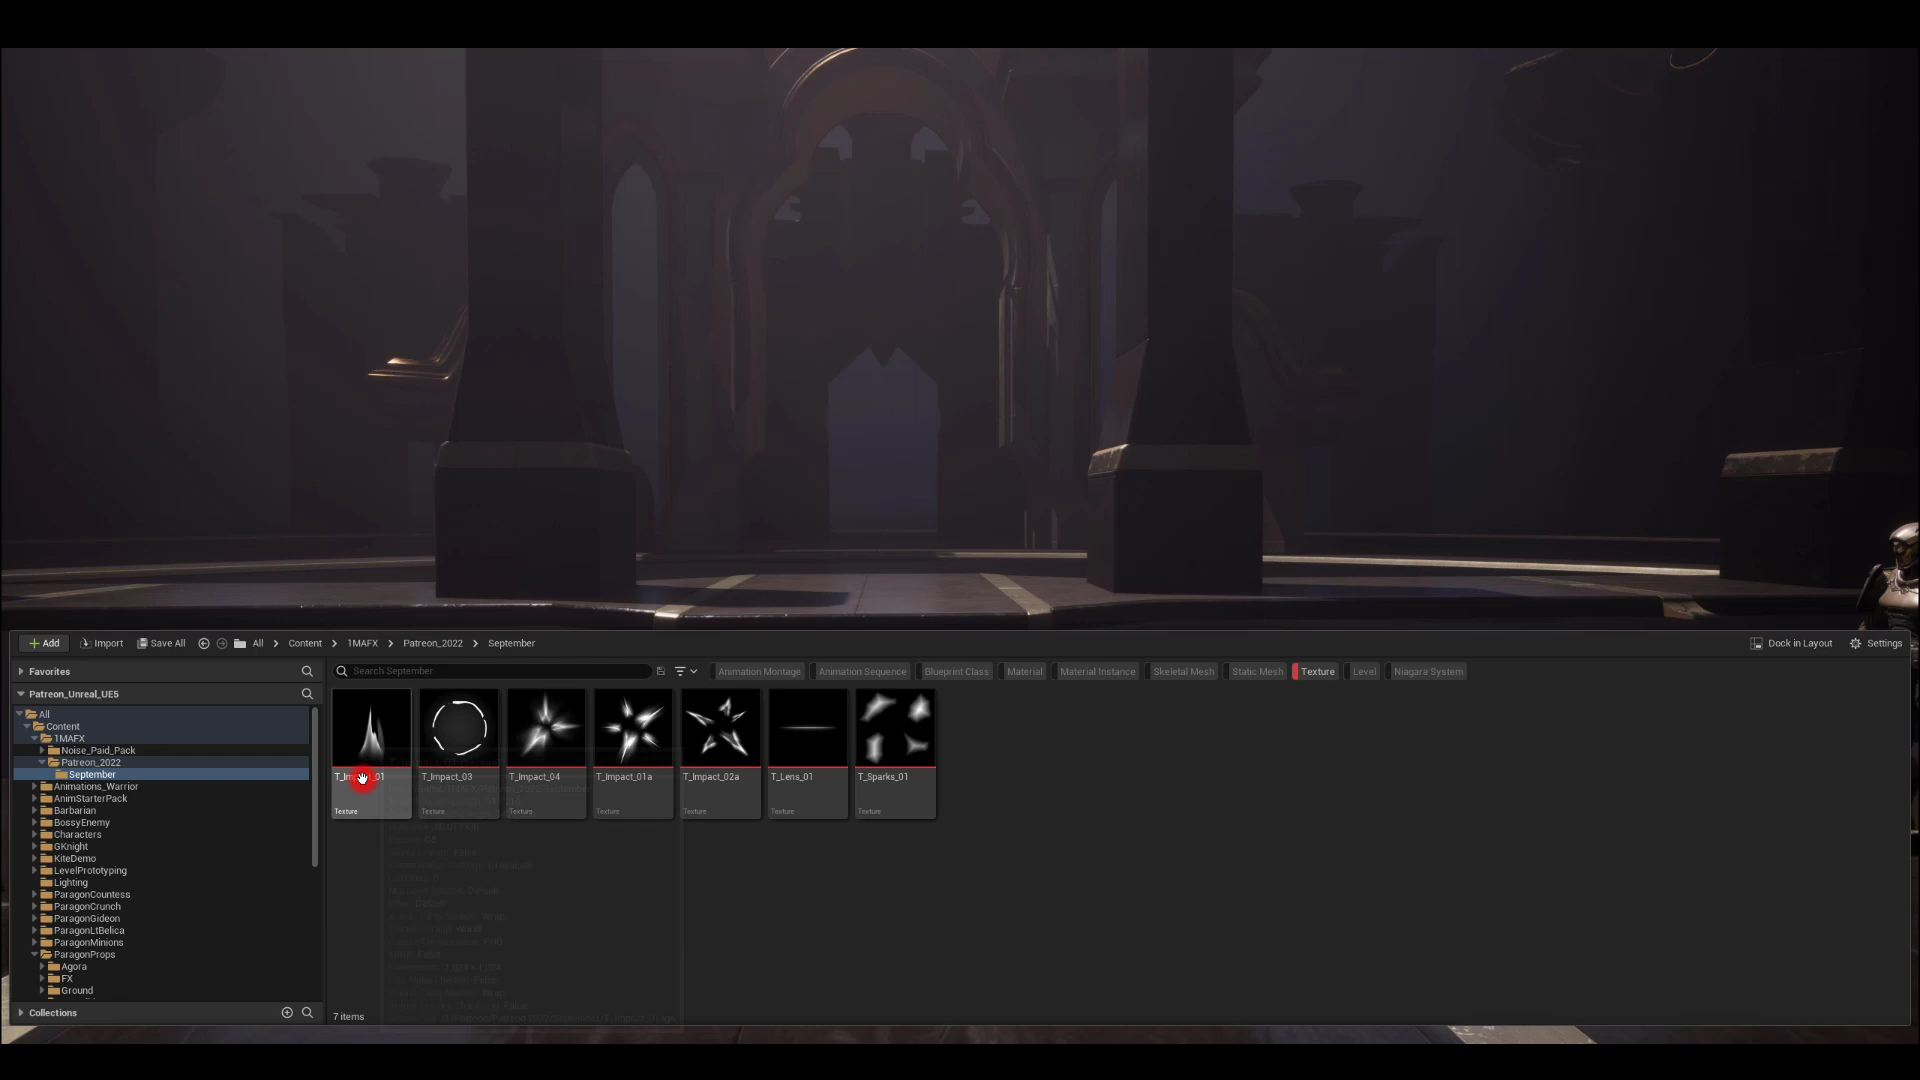 Add Import Save All All Content 1MAFX Patreon_2022 September Dock in Layout Settings
Favorites
Search September
Animation Montage Animation Sequence Blueprint Class Material Material Instance Skeletal Mesh Static Mesh Texture Level Niagara System
Patreon_Unreal_UE5
All
Content
1MAFX
Noise_Paid_Pack
Patreon_2022
September
Animations_Warrior
AnimStarterPack
Barbarian
BossyEnemy
Characters
GKnight
KiteDemo
LevelPrototyping
Lighting
ParagonCountess
ParagonCrunch
ParagonGideon
ParagonLtBelica
ParagonMinions
ParagonProps
Agora
FX
Ground
Collections
T_Impact_03 T_Impact_04 T_Impact_01a T_Impact_02a T_Lens_01 T_Sparks_01
Texture Texture Texture Texture Texture Texture Texture
7 items